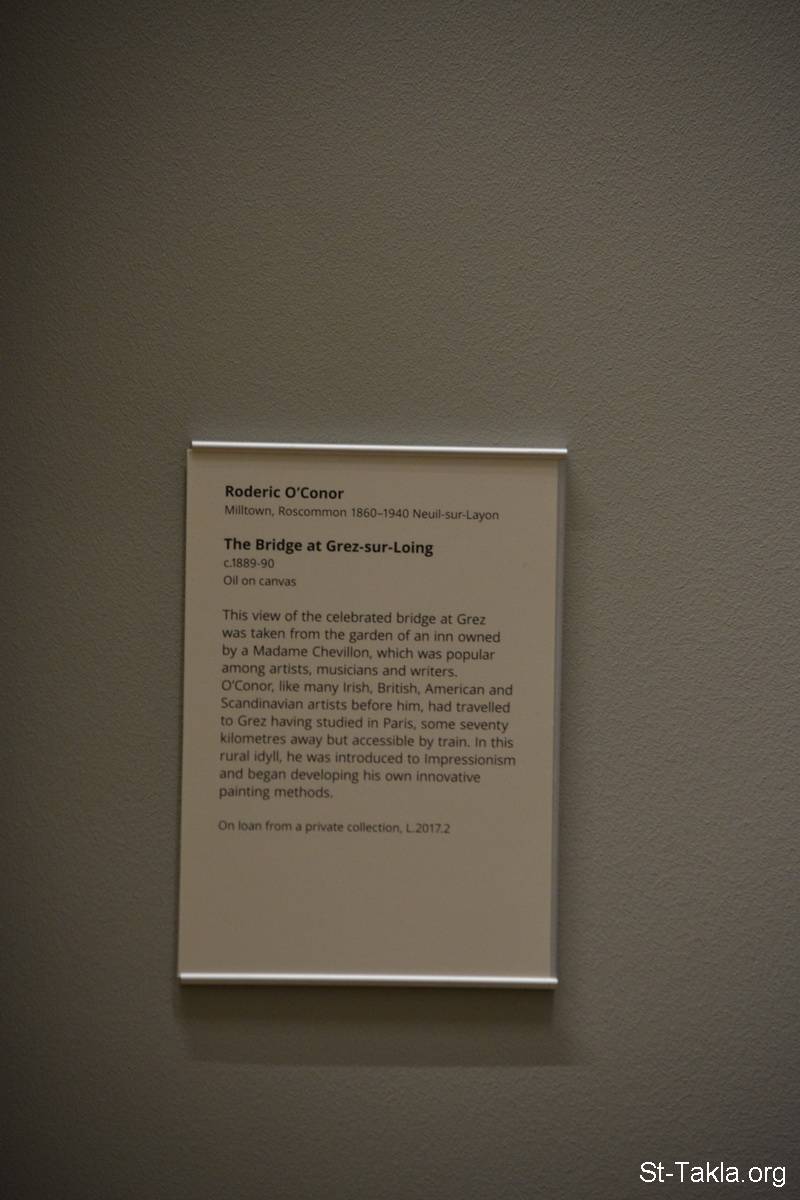 Roderic O'Conor
Milltown, Roscommon 1860–1940 Neuil-sur-Layon
The Bridge at Grez-sur-Loing
c.1889-90
Oil on canvas
This view of the celebrated bridge at Grez
was taken from the garden of an inn owned
by a Madame Chevillon, which was popular
among artists, musicians and writers.
O'Conor, like many Irish, British, American and
Scandinavian artists before him, had travelled
to Grez having studied in Paris, some seventy
kilometres away but accessible by train. In this
rural idyll, he was introduced to Impressionism
and began developing his own innovative
painting methods.
On loan from a private collection, L.2017.2
St-Takla.org